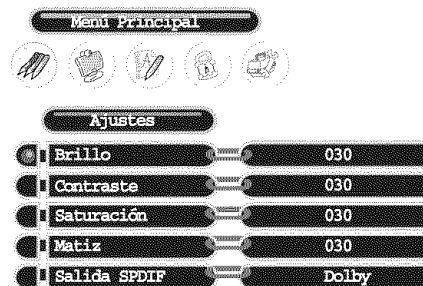 Menú Principal
Ajustes
Brillo 030
Contraste 030
Saturación 030
Matiz 030
Salida SPDIF Dolby